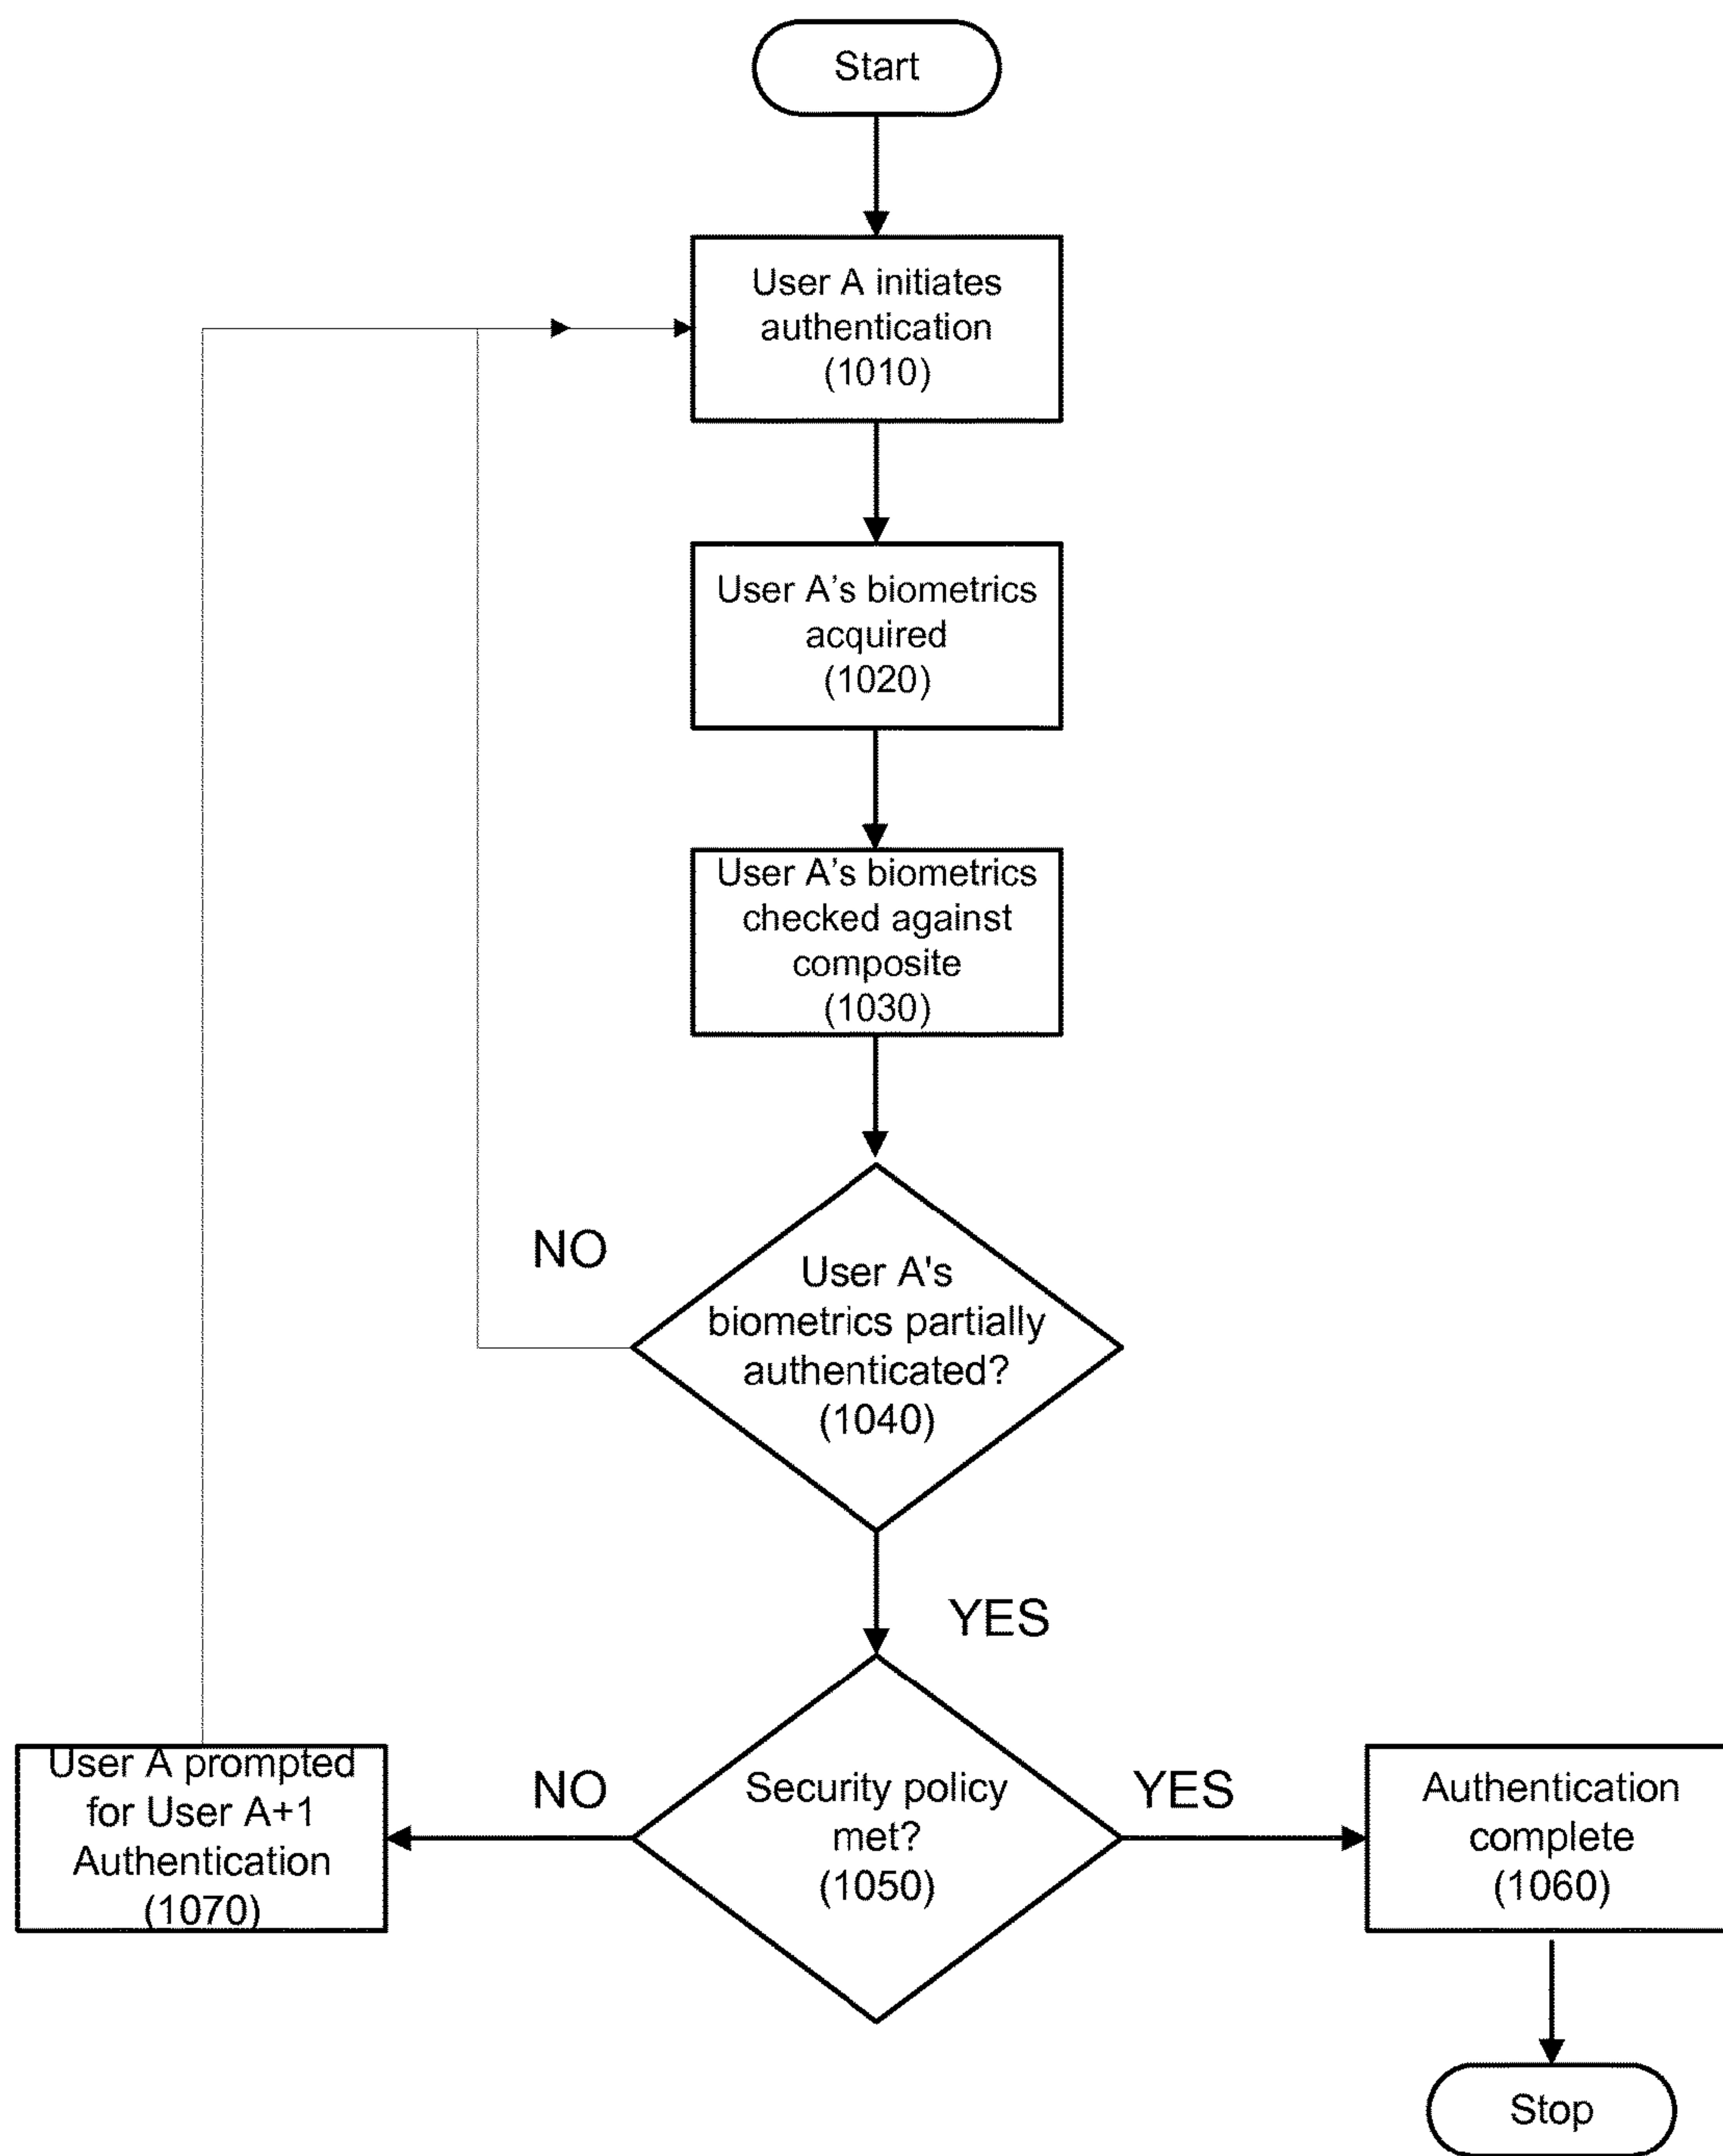 Start
User A initiates
authentication
(1010)
User A's biometrics
acquired
(1020)
User A's biometrics
checked against
composite
(1030)
NO
User A's
biometrics partially
authenticated?
(1040)
YES
User A prompted
for User A+1
Authentication
(1070)
NO
Security policy
met?
(1050)
YES
Authentication
complete
(1060)
Stop